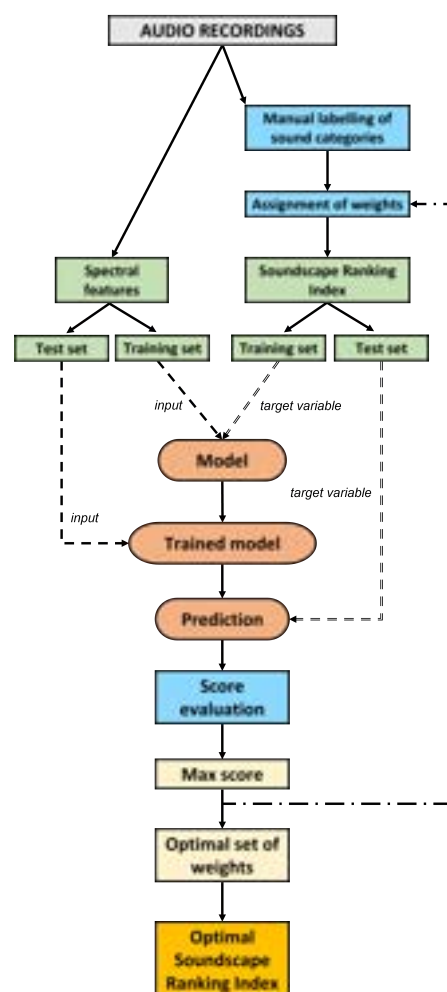 AUDIO RECORDINGS
Manual labelling of
sound categories
Assignment of weights
Spectral
features
Soundscape Ranking
Index
Test set
Training set
Training set
Test set
input
target variable
Model
target variable
input
Trained model
Prediction
Score
evaluation
Max score
Optimal set of
weights
Optimal
Soundscape
Ranking Index